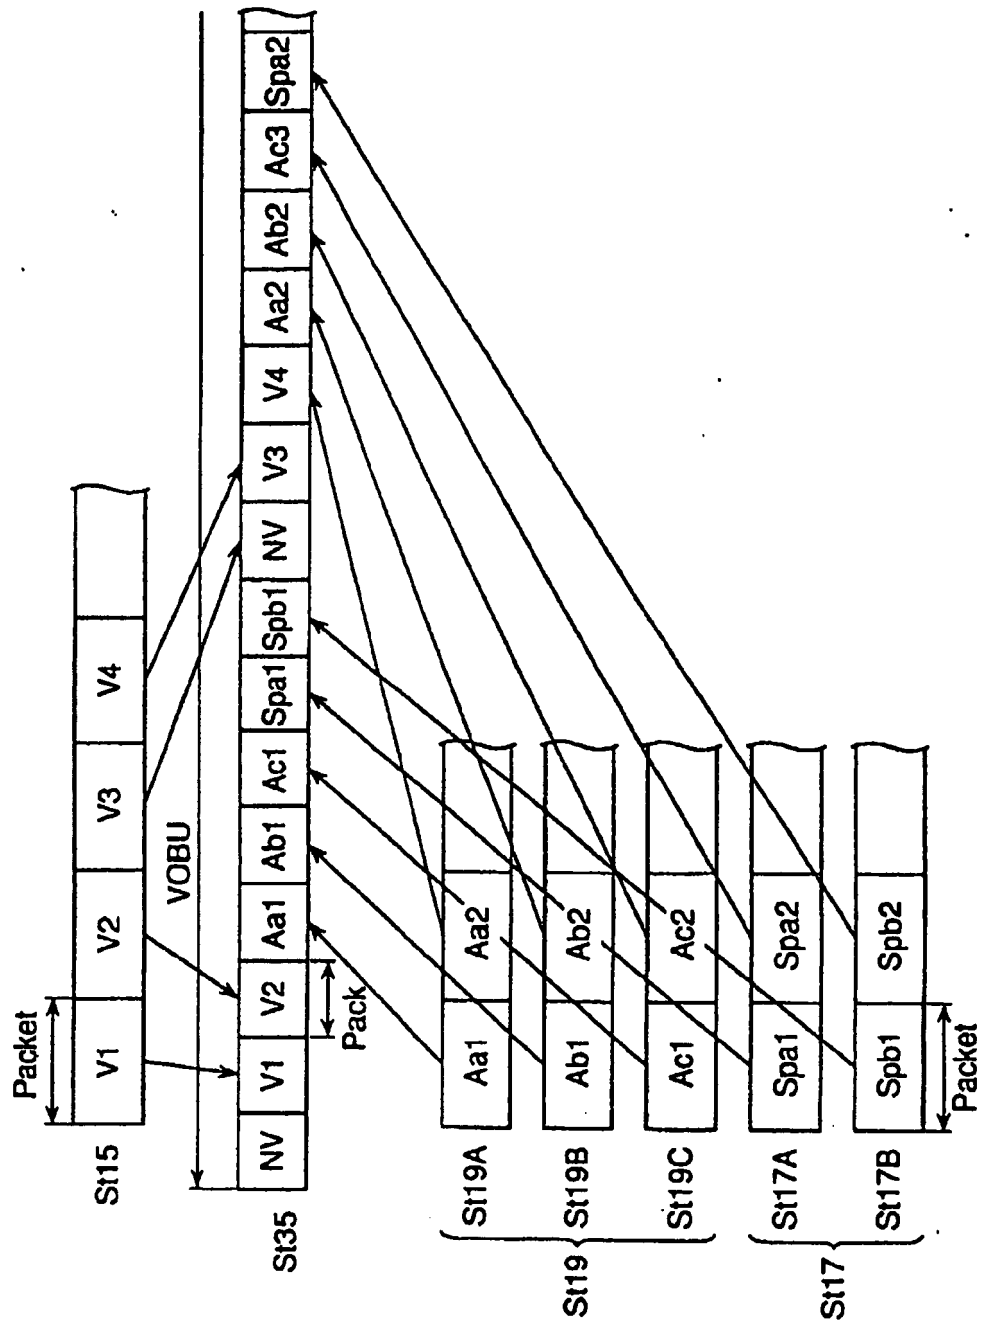 Packet
St15 V1 V2 V3 V4
VOBU
St35 NV V1 V2 Aa1 Ab1 Ac1 Spa1 Spb1 NV V3 V4 Aa2 Ab2 Ac3 Spa2
Pack
St19
St19A Aa1 Aa2
St19B Ab1 Ab2
St19C Ac1 Ac2
St17
St17A Spa1 Spa2
St17B Spb1 Spb2
Packet